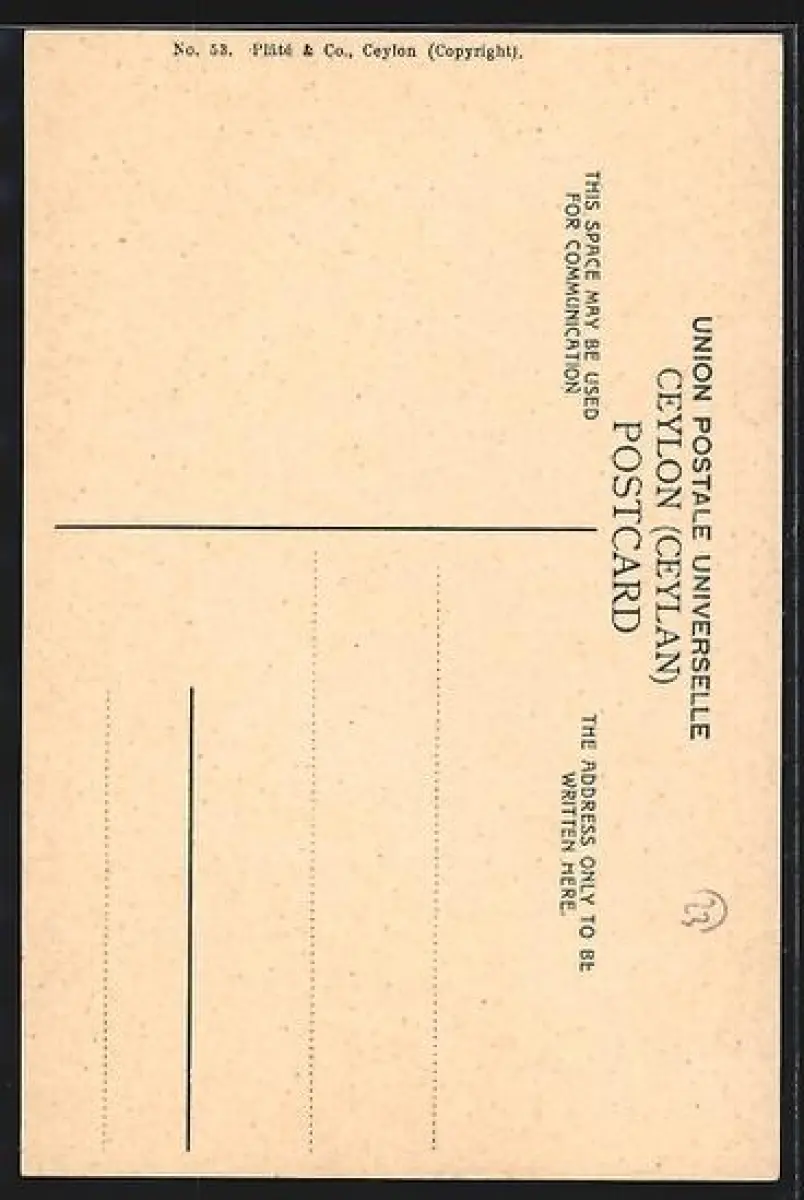 No. 53. Plâté & Co., Ceylon (Copyright).
UNION POSTALE UNIVERSELLE
CEYLON (CEYLAN)
POSTCARD
THIS SPACE MAY BE USED
FOR COMMUNICATION
THE ADDRESS ONLY TO BE
WRITTEN HERE.
23